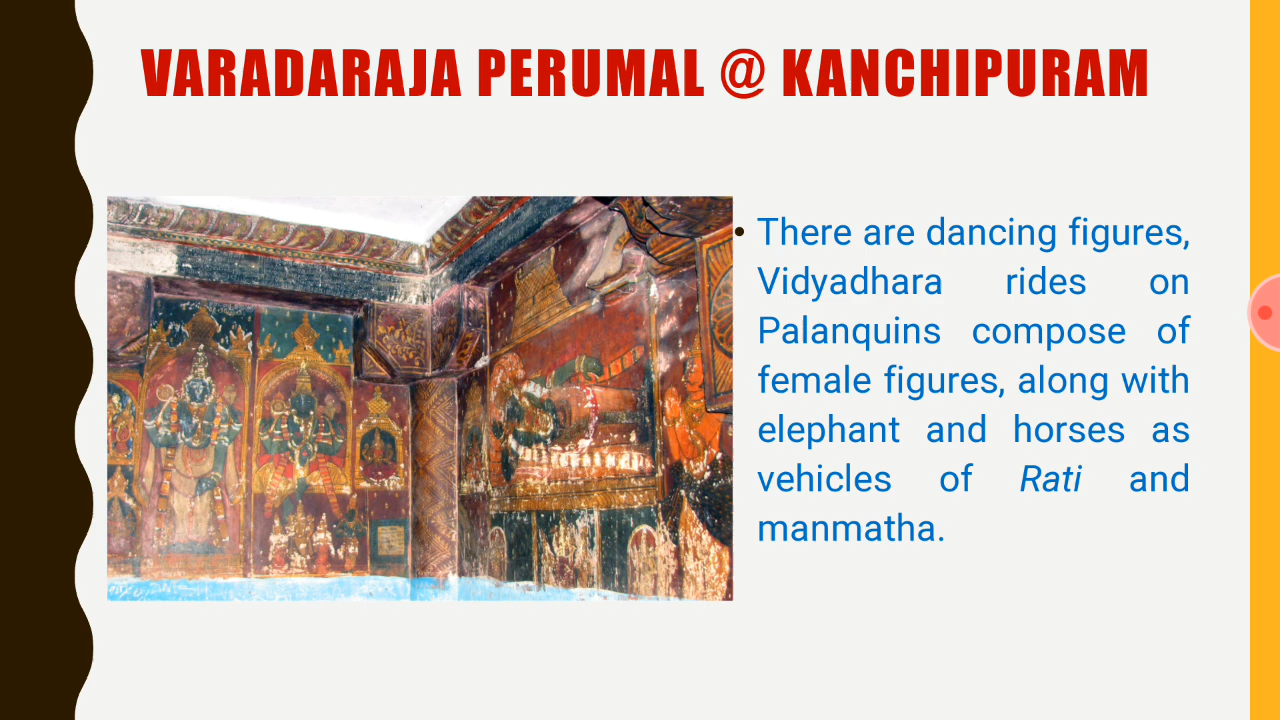 VARADARAJA PERUMAL @ KANCHIPURAM
• There are dancing figures,
Vidyadhara rides on
Palanquins compose of
female figures, along with
elephant and horses as
vehicles of Rati and
manmatha.